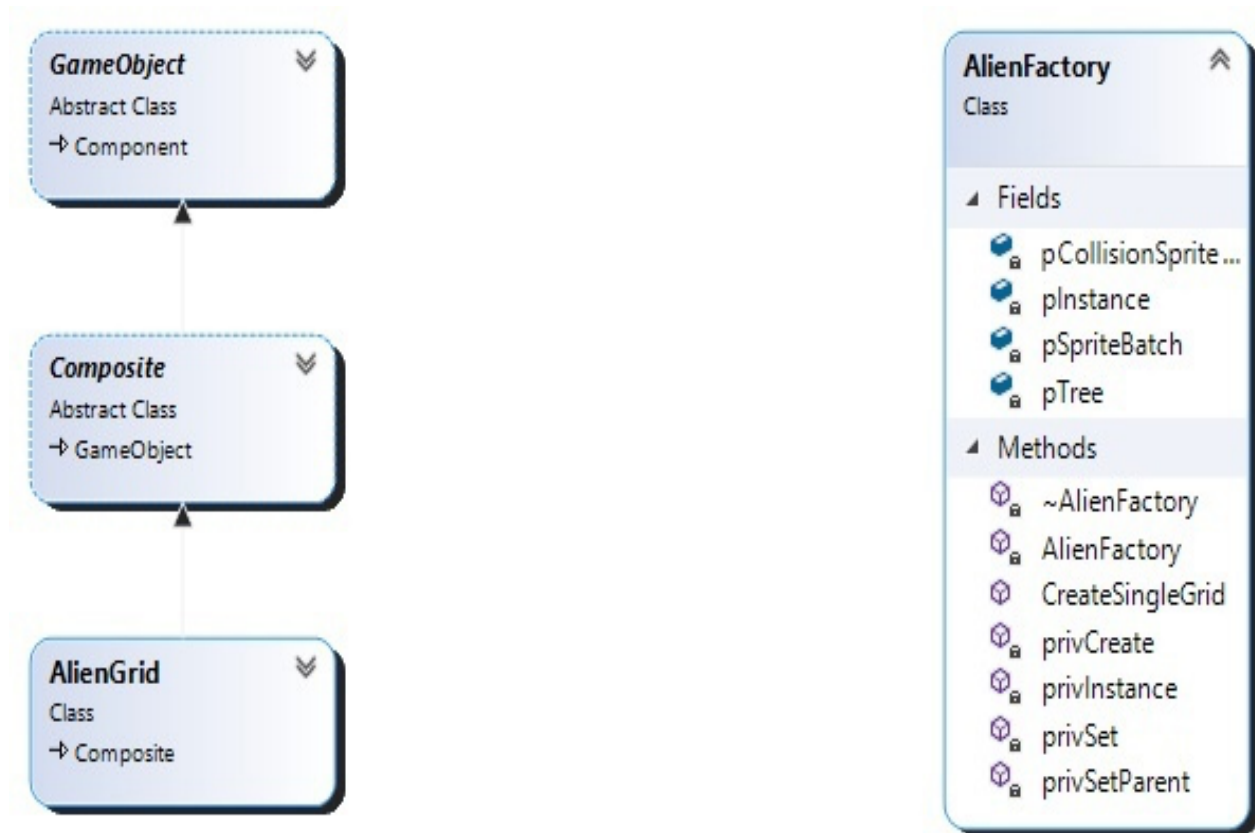 GameObject
Abstract Class
Component
Composite
Abstract Class
GameObject
AlienGrid
Class
Composite
AlienFactory
Class
Fields
pCollisionSprite...
pInstance
pSpriteBatch
pTree
Methods
~AlienFactory
AlienFactory
CreateSingleGrid
privCreate
privInstance
privSet
privSetParent